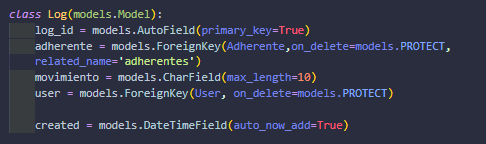 class Log(models.Model):
    log_id = models.AutoField(primary_key=True)
    adherente = models.ForeignKey(Adherente,on_delete=models.PROTECT,
    related_name='adherentes')
    movimiento = models.CharField(max_length=10)
    user = models.ForeignKey(User, on_delete=models.PROTECT)
    created = models.DateTimeField(auto_now_add=True)